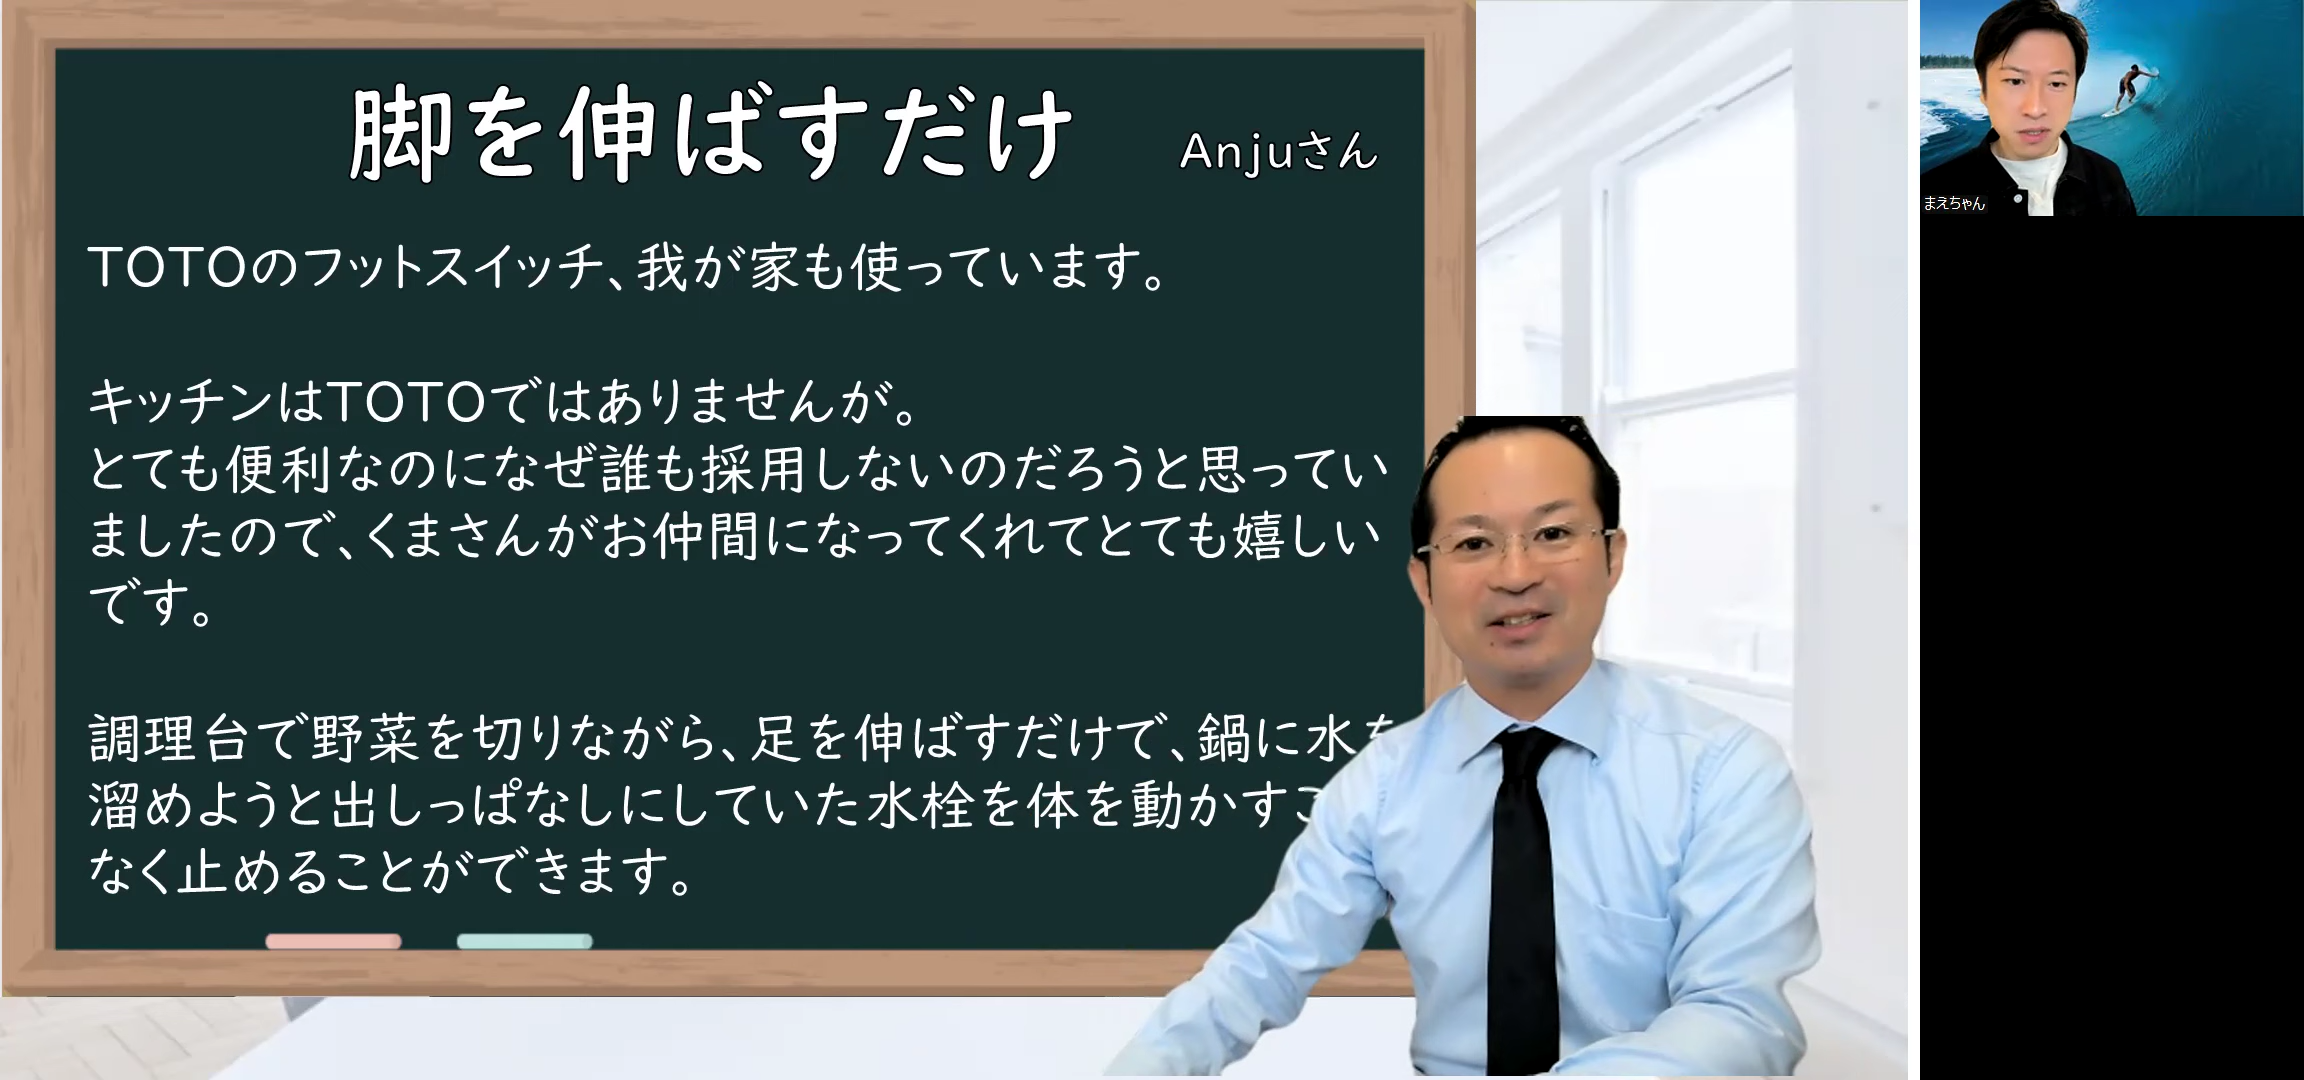 脚を伸ばすだけ
Anjuさん
まえちゃん
TOTOのフットスイッチ、我が家も使っています。
キッチンはTOTOではありませんが。
とても便利なのになぜ誰も採用しないのだろうと思ってい
ましたので、くまさんがお仲間になってくれてとても嬉しい
です。
調理台で野菜を切りながら、足を伸ばすだけで、鍋に水を
溜めようと出しっぱなしにしていた水栓を体を動かすこ
なく止めることができます。